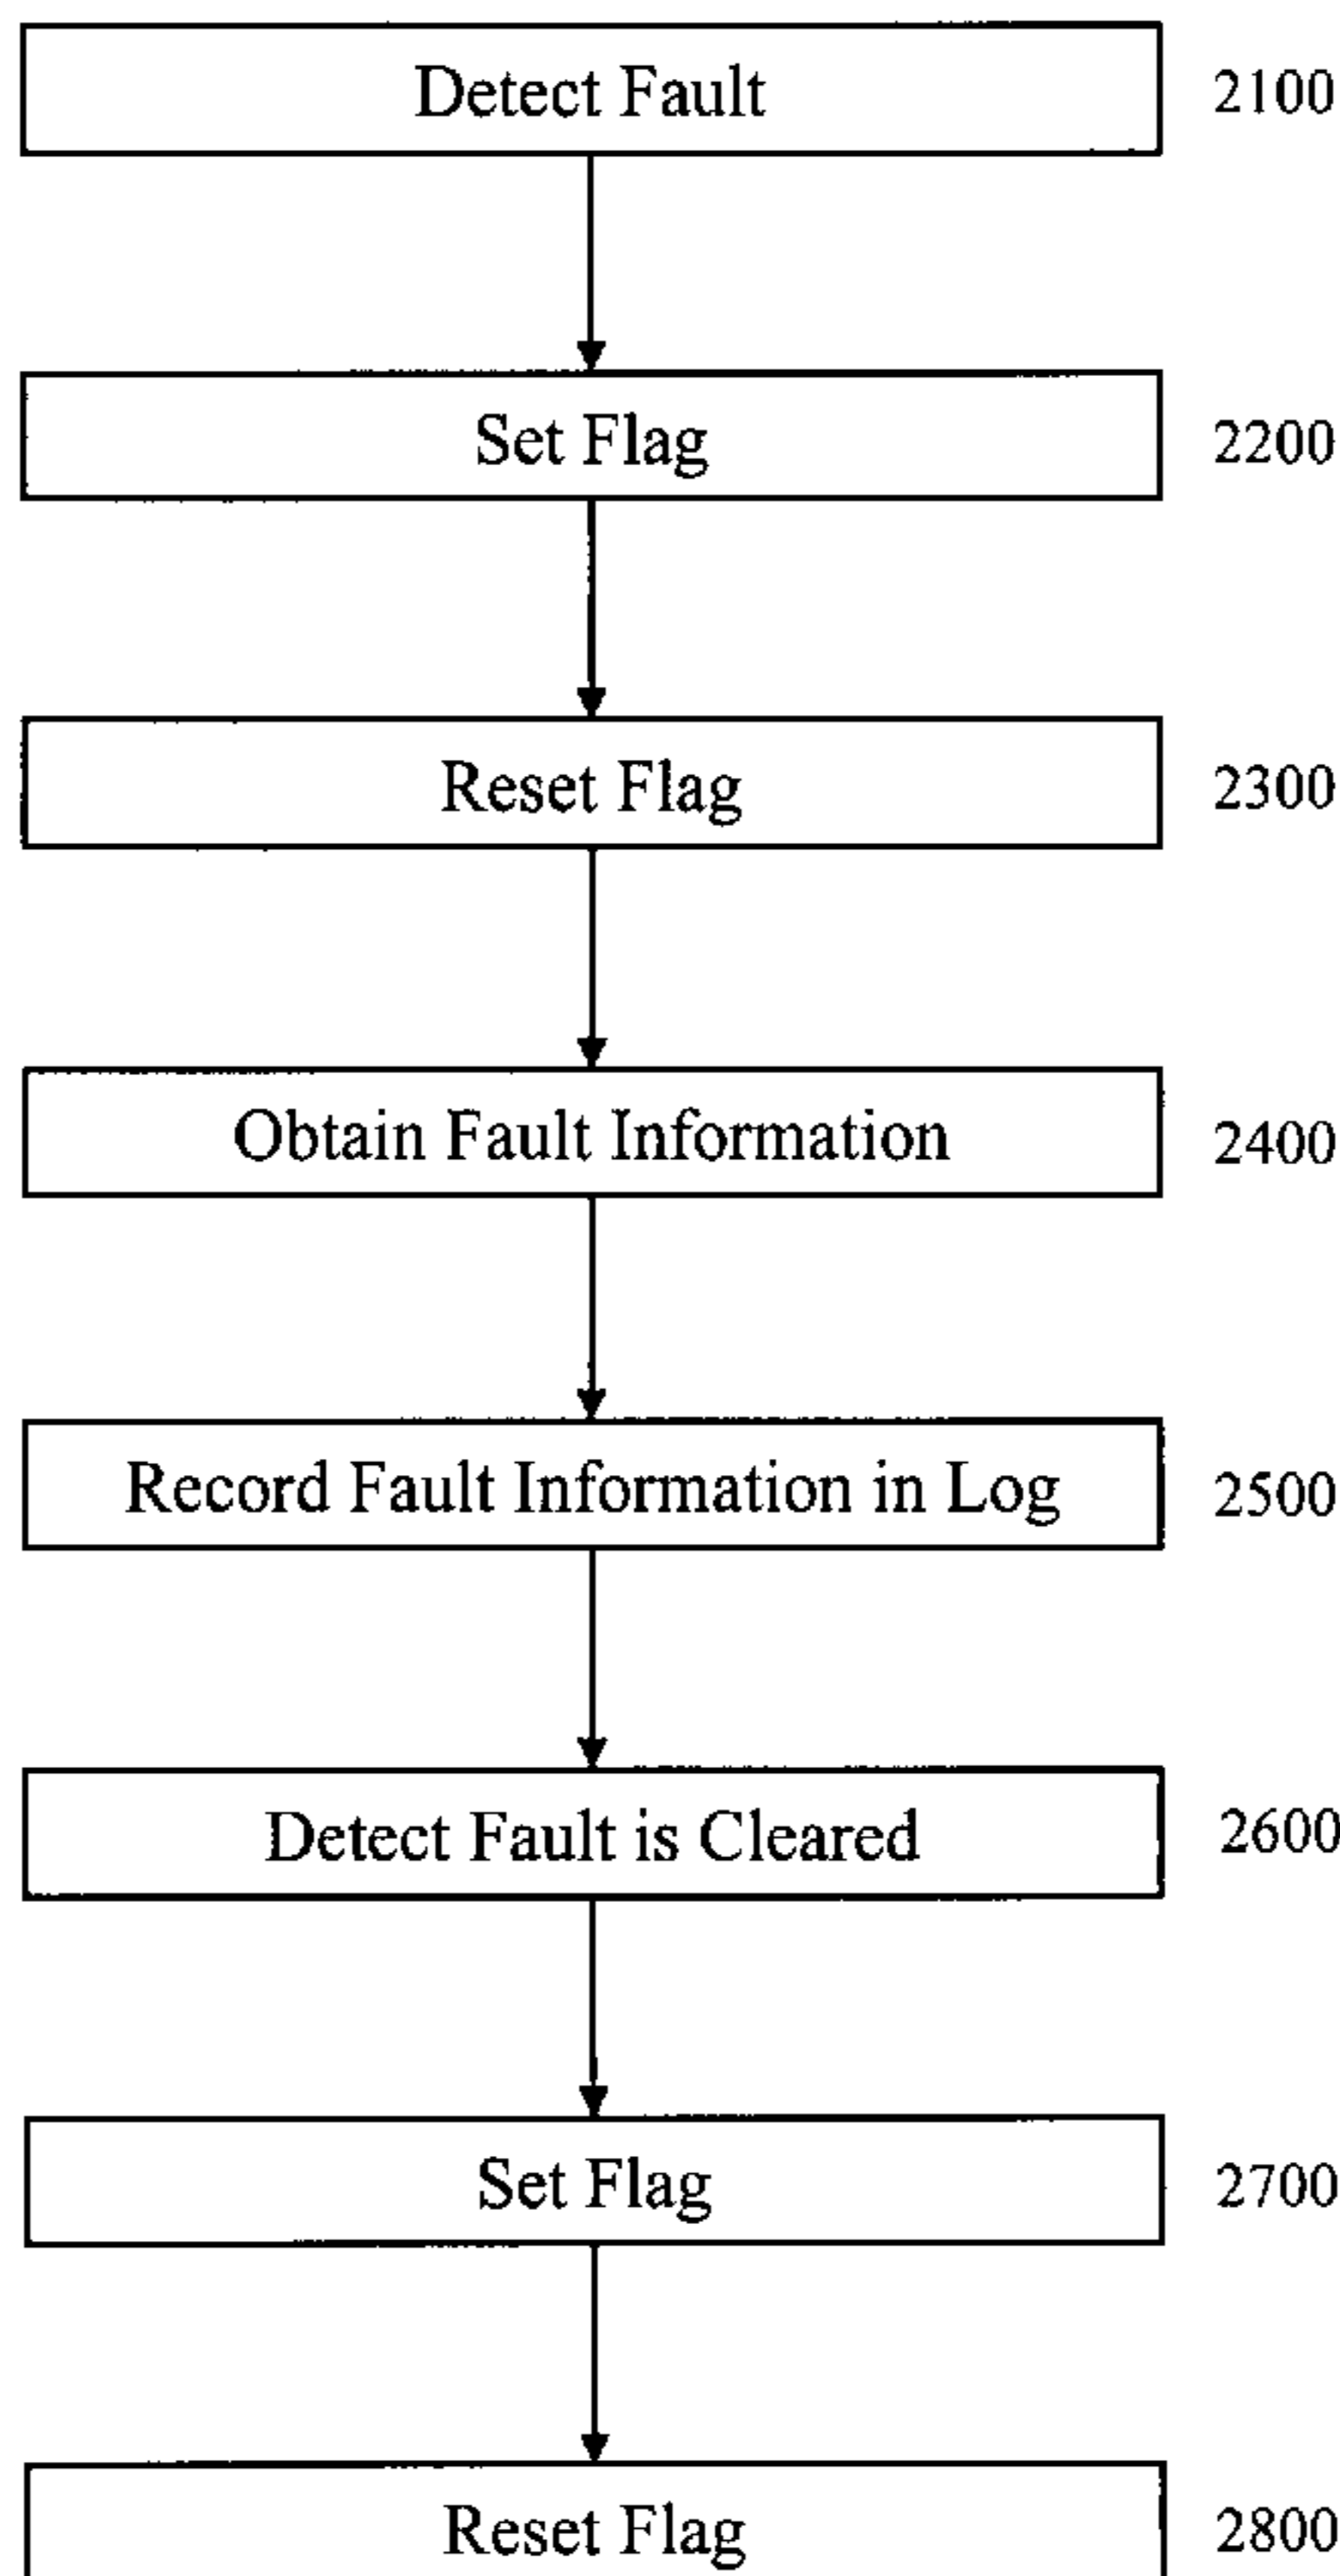 Detect Fault 2100
Set Flag 2200
Reset Flag 2300
Obtain Fault Information 2400
Record Fault Information in Log 2500
Detect Fault is Cleared 2600
Set Flag 2700
Reset Flag 2800